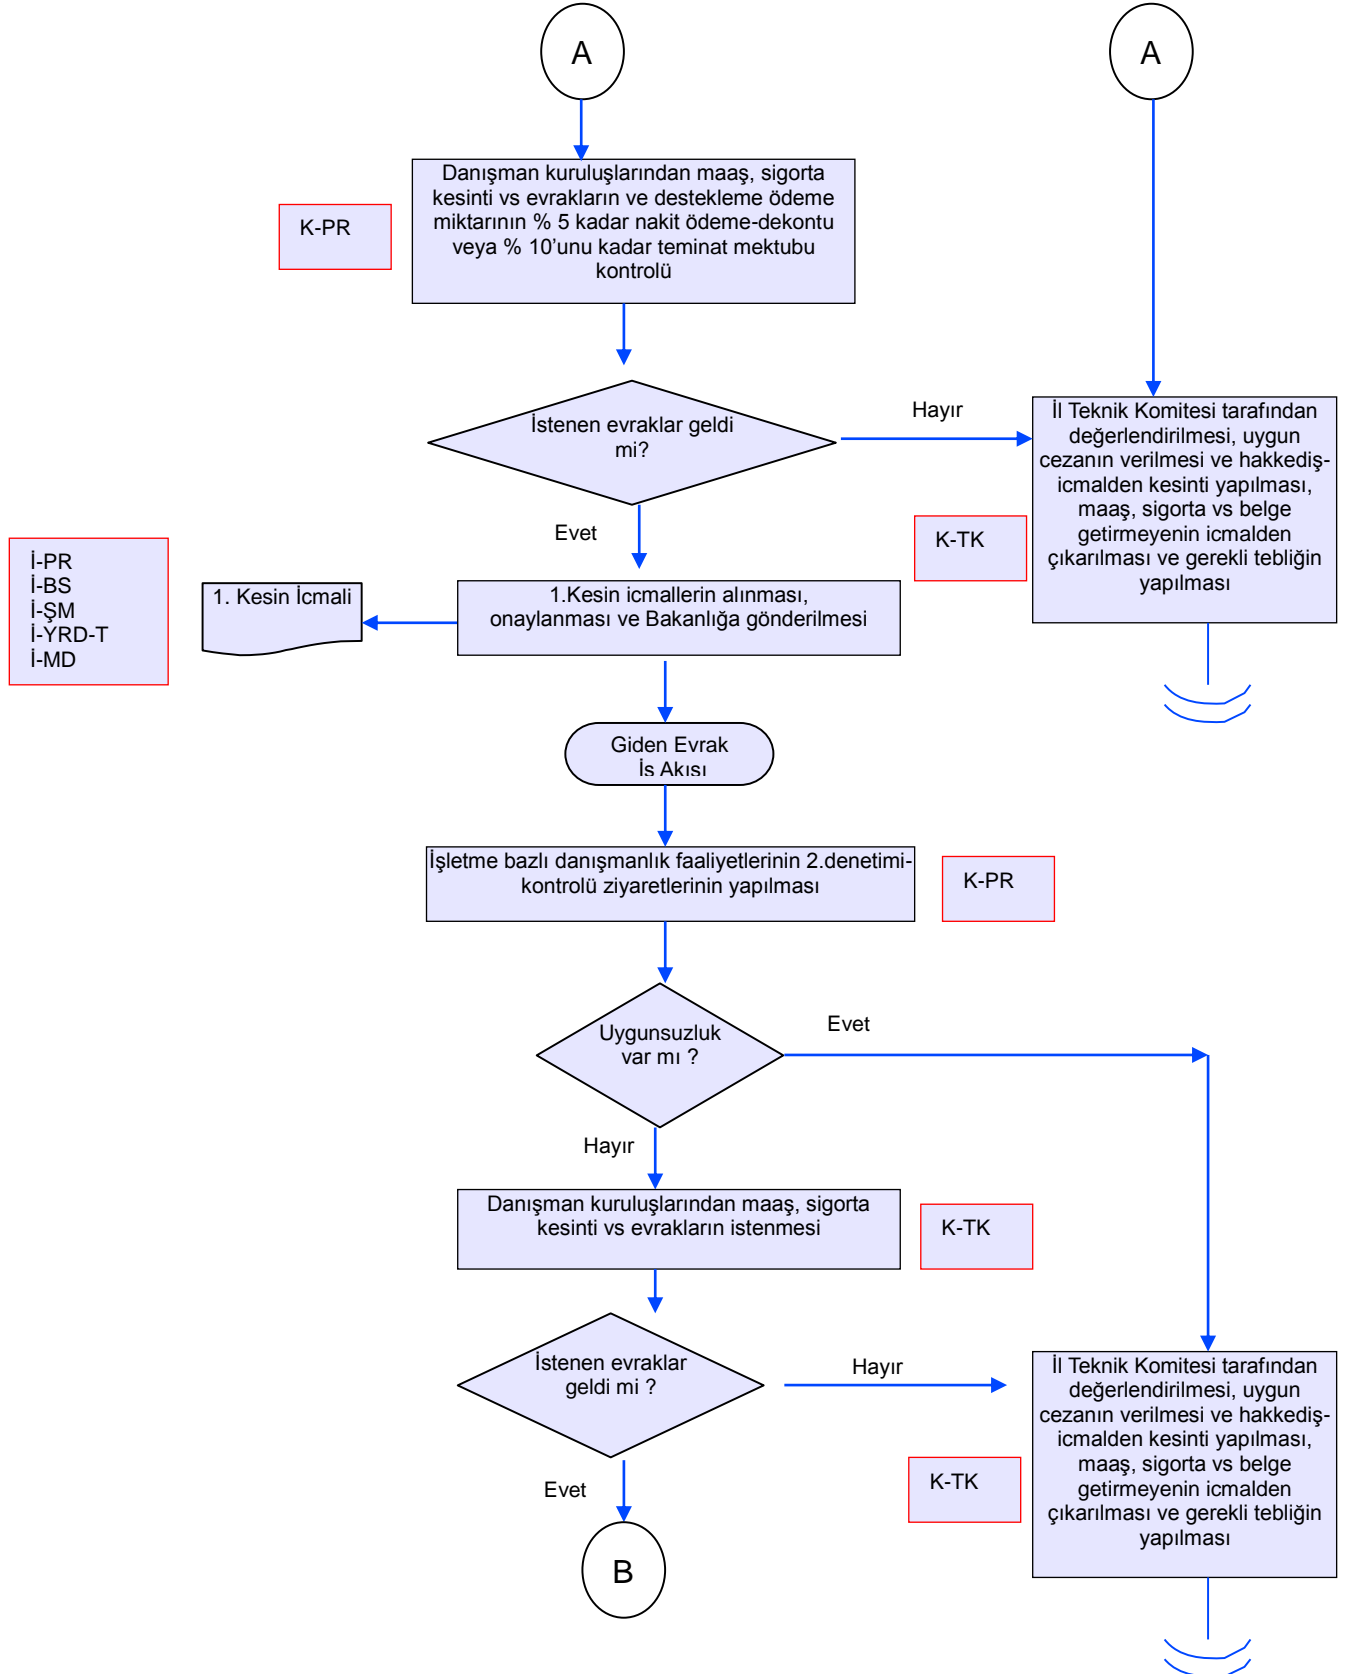 A
A
Danışman kuruluşlarından maaş, sigorta
kesinti vs evrakların ve destekleme ödeme
miktarının % 5 kadar nakit ödeme-dekontu
veya % 10'unu kadar teminat mektubu
kontrolü
K-PR
İstenen evraklar geldi
mi?
Hayır
İl Teknik Komitesi tarafından
değerlendirilmesi, uygun
cezanın verilmesi ve hakkediş-
icmalden kesinti yapılması,
maaş, sigorta vs belge
getirmeyenin icmalden
çıkarılması ve gerekli tebliğin
yapılması
Evet
K-TK
İ-PR
İ-BS
İ-ŞM
İ-YRD-T
İ-MD
1. Kesin İcmali
1.Kesin icmallerin alınması,
onaylanması ve Bakanlığa gönderilmesi
Giden Evrak
İş Akışı
İşletme bazlı danışmanlık faaliyetlerinin 2.denetimi-
kontrolü ziyaretlerinin yapılması
K-PR
Uygunsuzluk
var mı ?
Evet
Hayır
Danışman kuruluşlarından maaş, sigorta
kesinti vs evrakların istenmesi
K-TK
İstenen evraklar
geldi mi ?
Hayır
İl Teknik Komitesi tarafından
değerlendirilmesi, uygun
cezanın verilmesi ve hakkediş-
icmalden kesinti yapılması,
maaş, sigorta vs belge
getirmeyenin icmalden
çıkarılması ve gerekli tebliğin
yapılması
K-TK
Evet
B